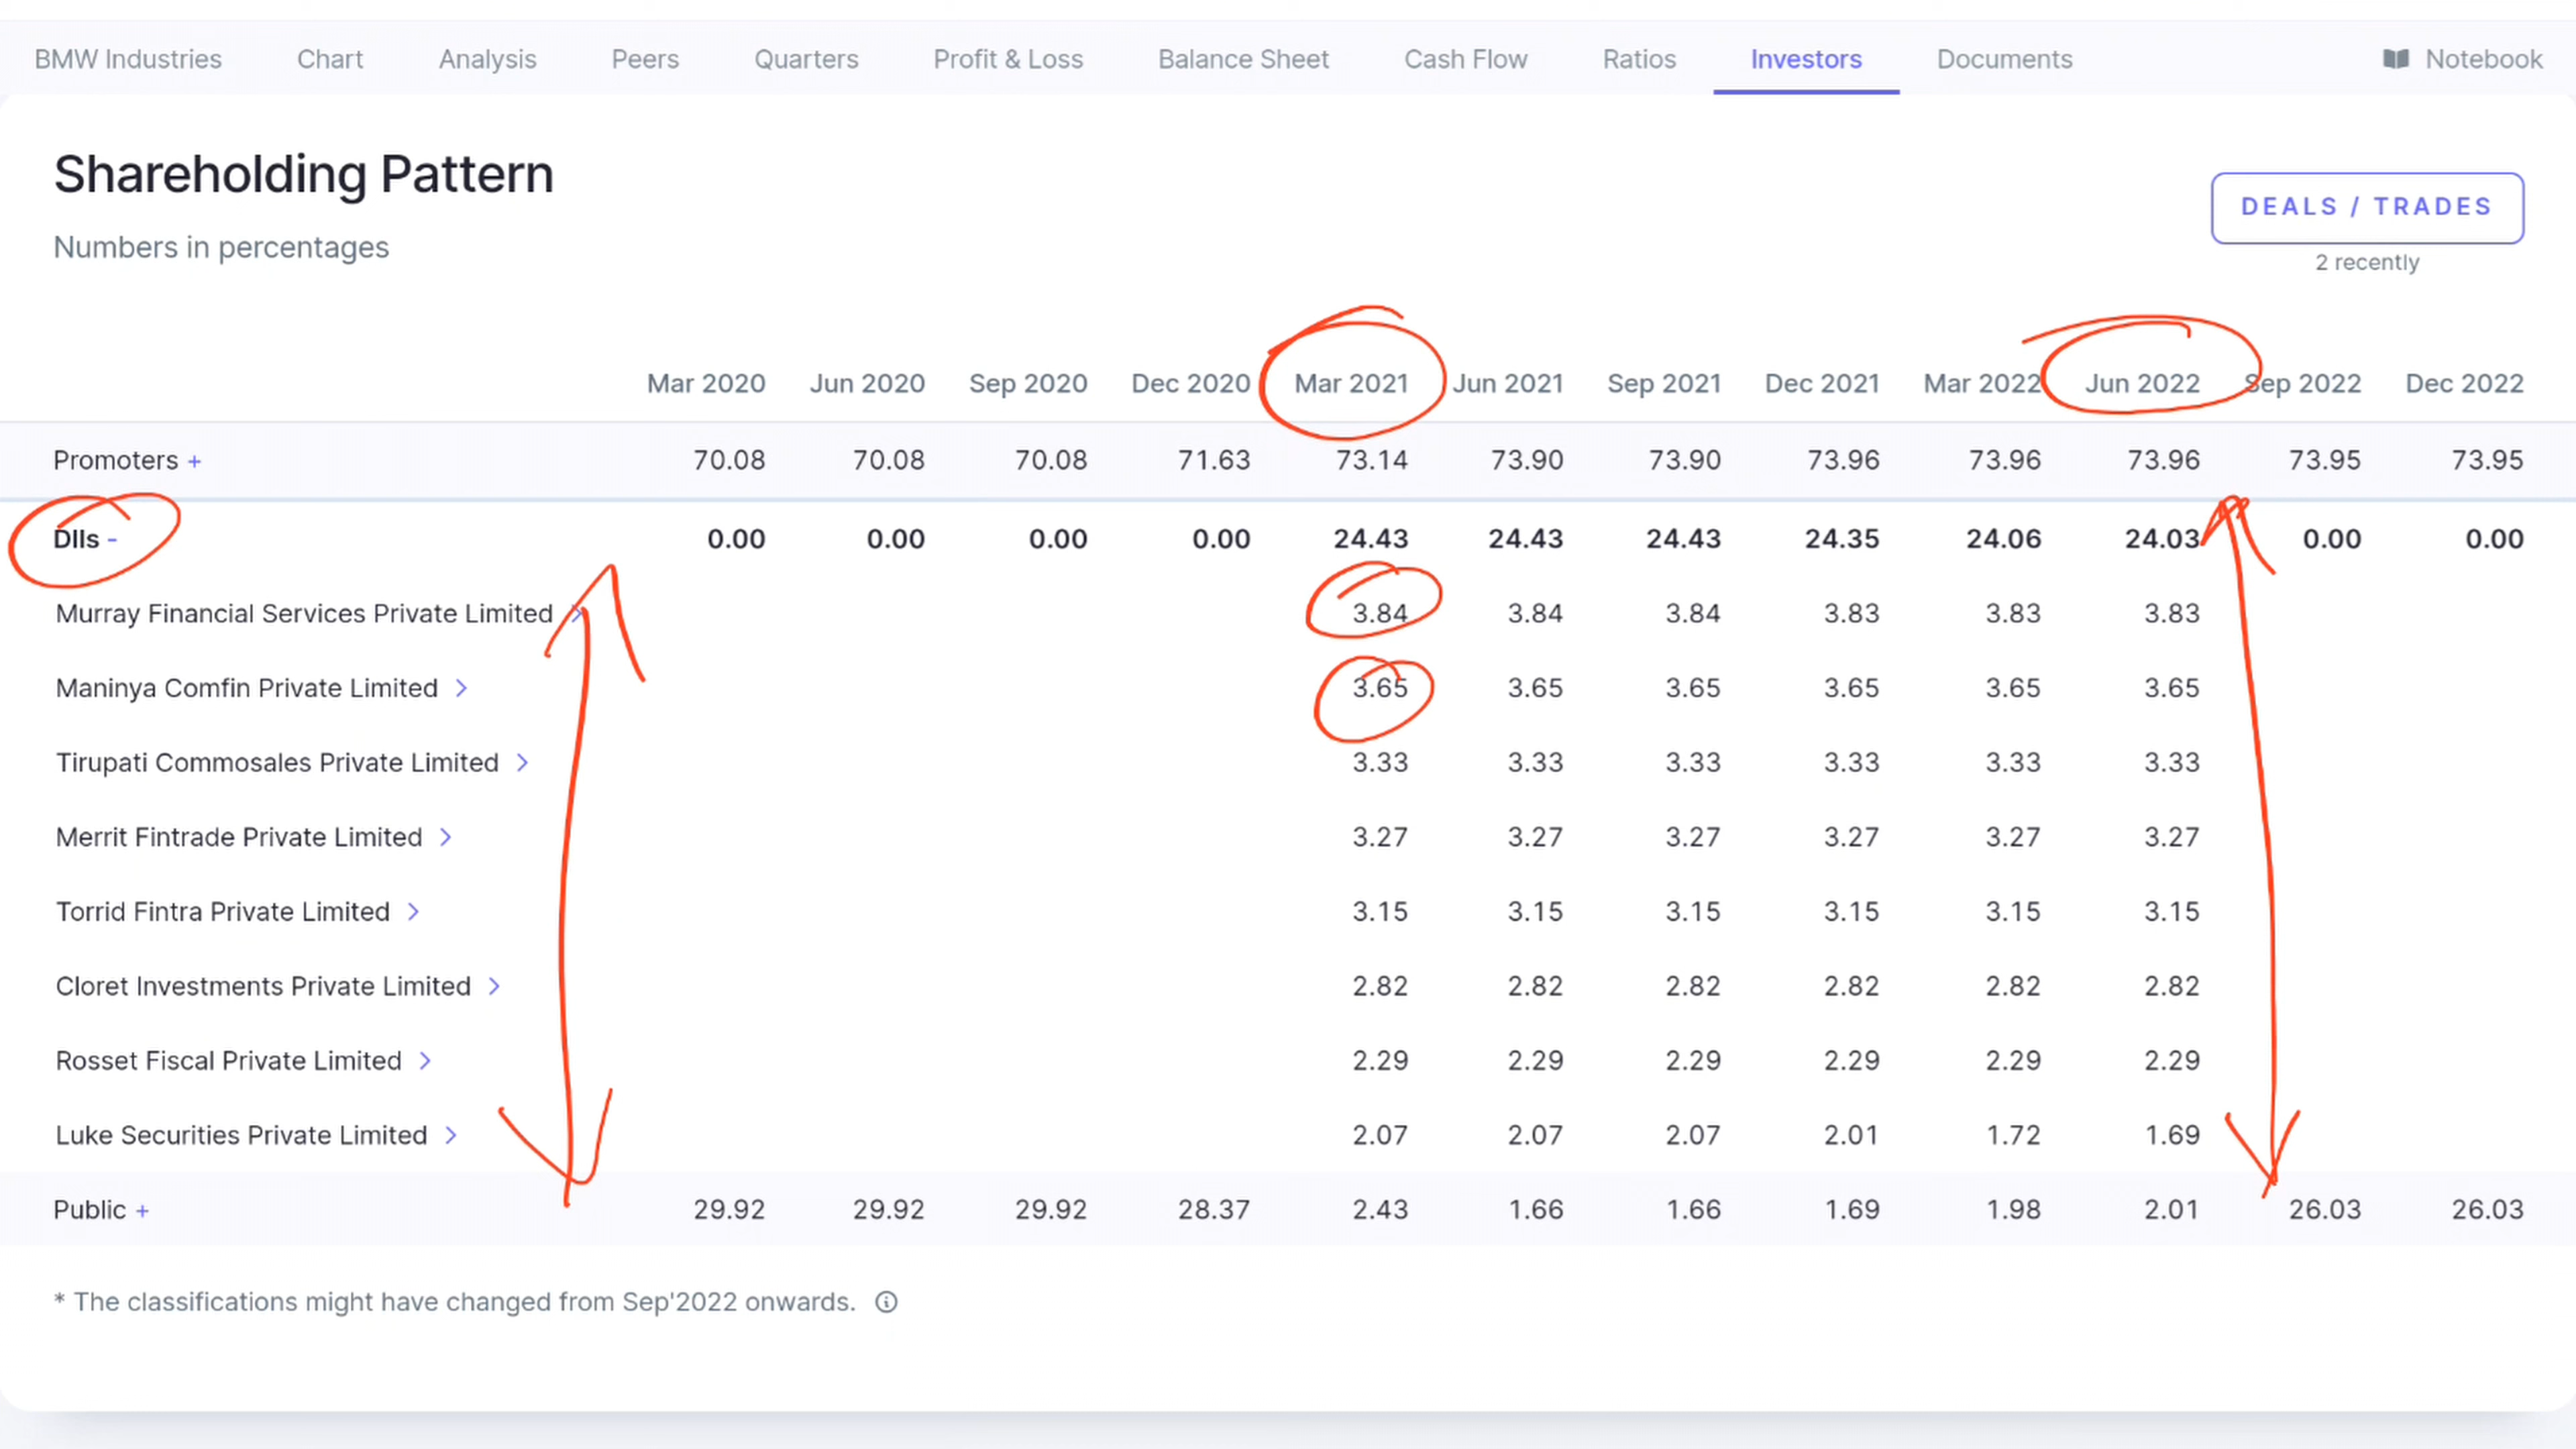 BMW Industries Chart Analysis Peers Quarters Profit & Loss Balance Sheet Cash Flow Ratios Investors Documents Notebook
Shareholding Pattern
DEALS / TRADES
Numbers in percentages
2 recently
Mar 2020 Jun 2020 Sep 2020 Dec 2020 Mar 2021 Jun 2021 Sep 2021 Dec 2021 Mar 2022 Jun 2022 Sep 2022 Dec 2022
Promoters + 70.08 70.08 70.08 71.63 73.14 73.90 73.90 73.96 73.96 73.96 73.95 73.95
DIIs - 0.00 0.00 0.00 0.00 24.43 24.43 24.43 24.35 24.06 24.03 0.00 0.00
Murray Financial Services Private Limited 3.84 3.84 3.84 3.83 3.83 3.83
Maninya Comfin Private Limited 3.65 3.65 3.65 3.65 3.65 3.65
Tirupati Commosales Private Limited 3.33 3.33 3.33 3.33 3.33 3.33
Merrit Fintrade Private Limited 3.27 3.27 3.27 3.27 3.27 3.27
Torrid Fintra Private Limited 3.15 3.15 3.15 3.15 3.15 3.15
Cloret Investments Private Limited 2.82 2.82 2.82 2.82 2.82 2.82
Rosset Fiscal Private Limited 2.29 2.29 2.29 2.29 2.29 2.29
Luke Securities Private Limited 2.07 2.07 2.07 2.01 1.72 1.69
Public + 29.92 29.92 29.92 28.37 2.43 1.66 1.66 1.69 1.98 2.01 26.03 26.03
* The classifications might have changed from Sep'2022 onwards.